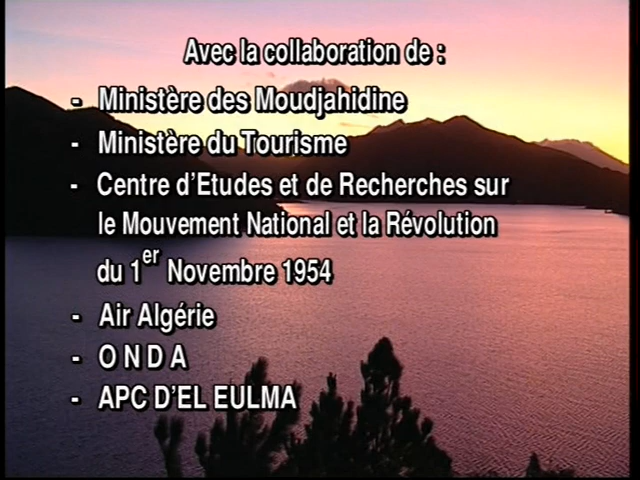 Avec la collaboration de :
- Ministère des Moudjahidine
- Ministère du Tourisme
- Centre d'Etudes et de Recherches sur
le Mouvement National et la Révolution
du 1er Novembre 1954
- Air Algérie
- O N D A
- APC D'EL EULMA